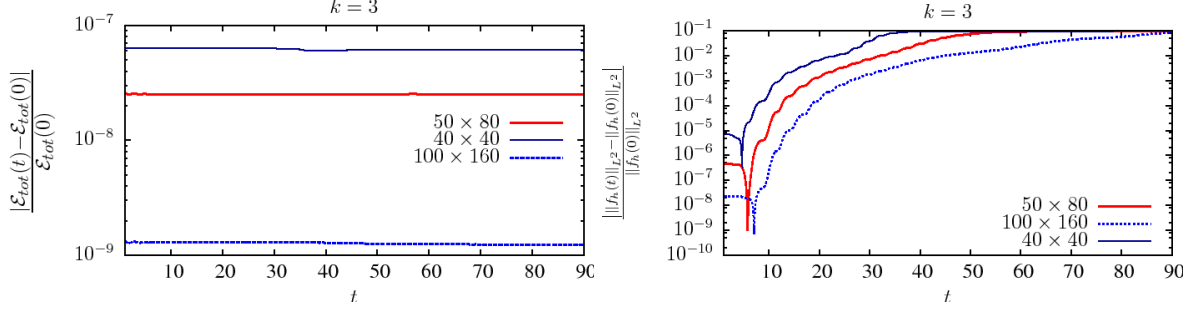 k = 3
|𝓔_tot(t)−𝓔_tot(0)|
𝓔_tot(0)
10⁻⁷
10⁻⁸
10⁻⁹
50 × 80
40 × 40
100 × 160
10 20 30 40 50 60 70 80 90
t
k = 3
| ||f_h(t)||_L² − ||f_h(0)||_L² |
||f_h(0)||_L²
10⁻¹
10⁻²
10⁻³
10⁻⁴
10⁻⁵
10⁻⁶
10⁻⁷
10⁻⁸
10⁻⁹
10⁻¹⁰
50 × 80
100 × 160
40 × 40
10 20 30 40 50 60 70 80 90
t